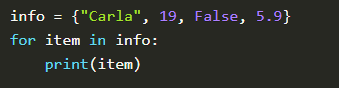 info = {"Carla", 19, False, 5.9}
for item in info:
    print(item)